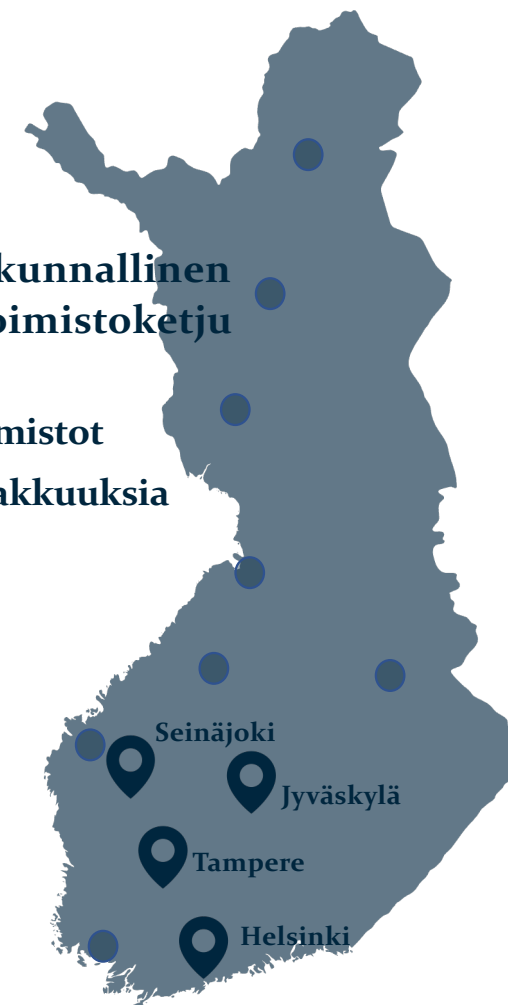 kunnallinen
oimistoketju
mistot
akkuuksia
Seinäjoki
Jyväskylä
Tampere
Helsinki